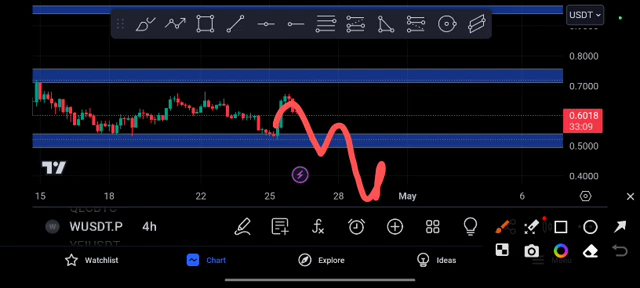 USDT
0.8000
0.7000
0.6018
33:09
0.5000
0.4000
15 18 22 25 28 May 6
W WUSDT.P 4h
Watchlist Chart Explore Ideas